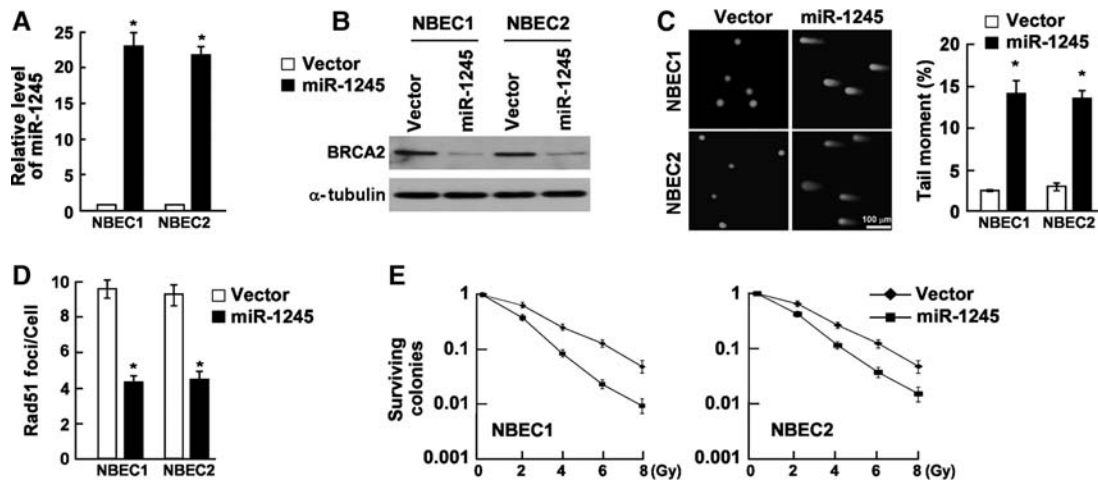 A
Relative level
of miR-1245
25
20
15
10
5
0
*
*
NBEC1 NBEC2
Vector
miR-1245
B
NBEC1 NBEC2
Vector
miR-1245
Vector
miR-1245
BRCA2
α-tubulin
C
Vector miR-1245
NBEC1
NBEC2
100 μm
Vector
miR-1245
Tail moment (%)
20
15
10
5
0
*
*
NBEC1 NBEC2
D
Rad51 foci/Cell
10
8
6
4
2
0
*
*
NBEC1 NBEC2
Vector
miR-1245
E
Surviving
colonies
1
0.1
0.01
0.001
NBEC1
0 2 4 6 8 (Gy)
1
0.1
0.01
0.001
NBEC2
0 2 4 6 8 (Gy)
Vector
miR-1245